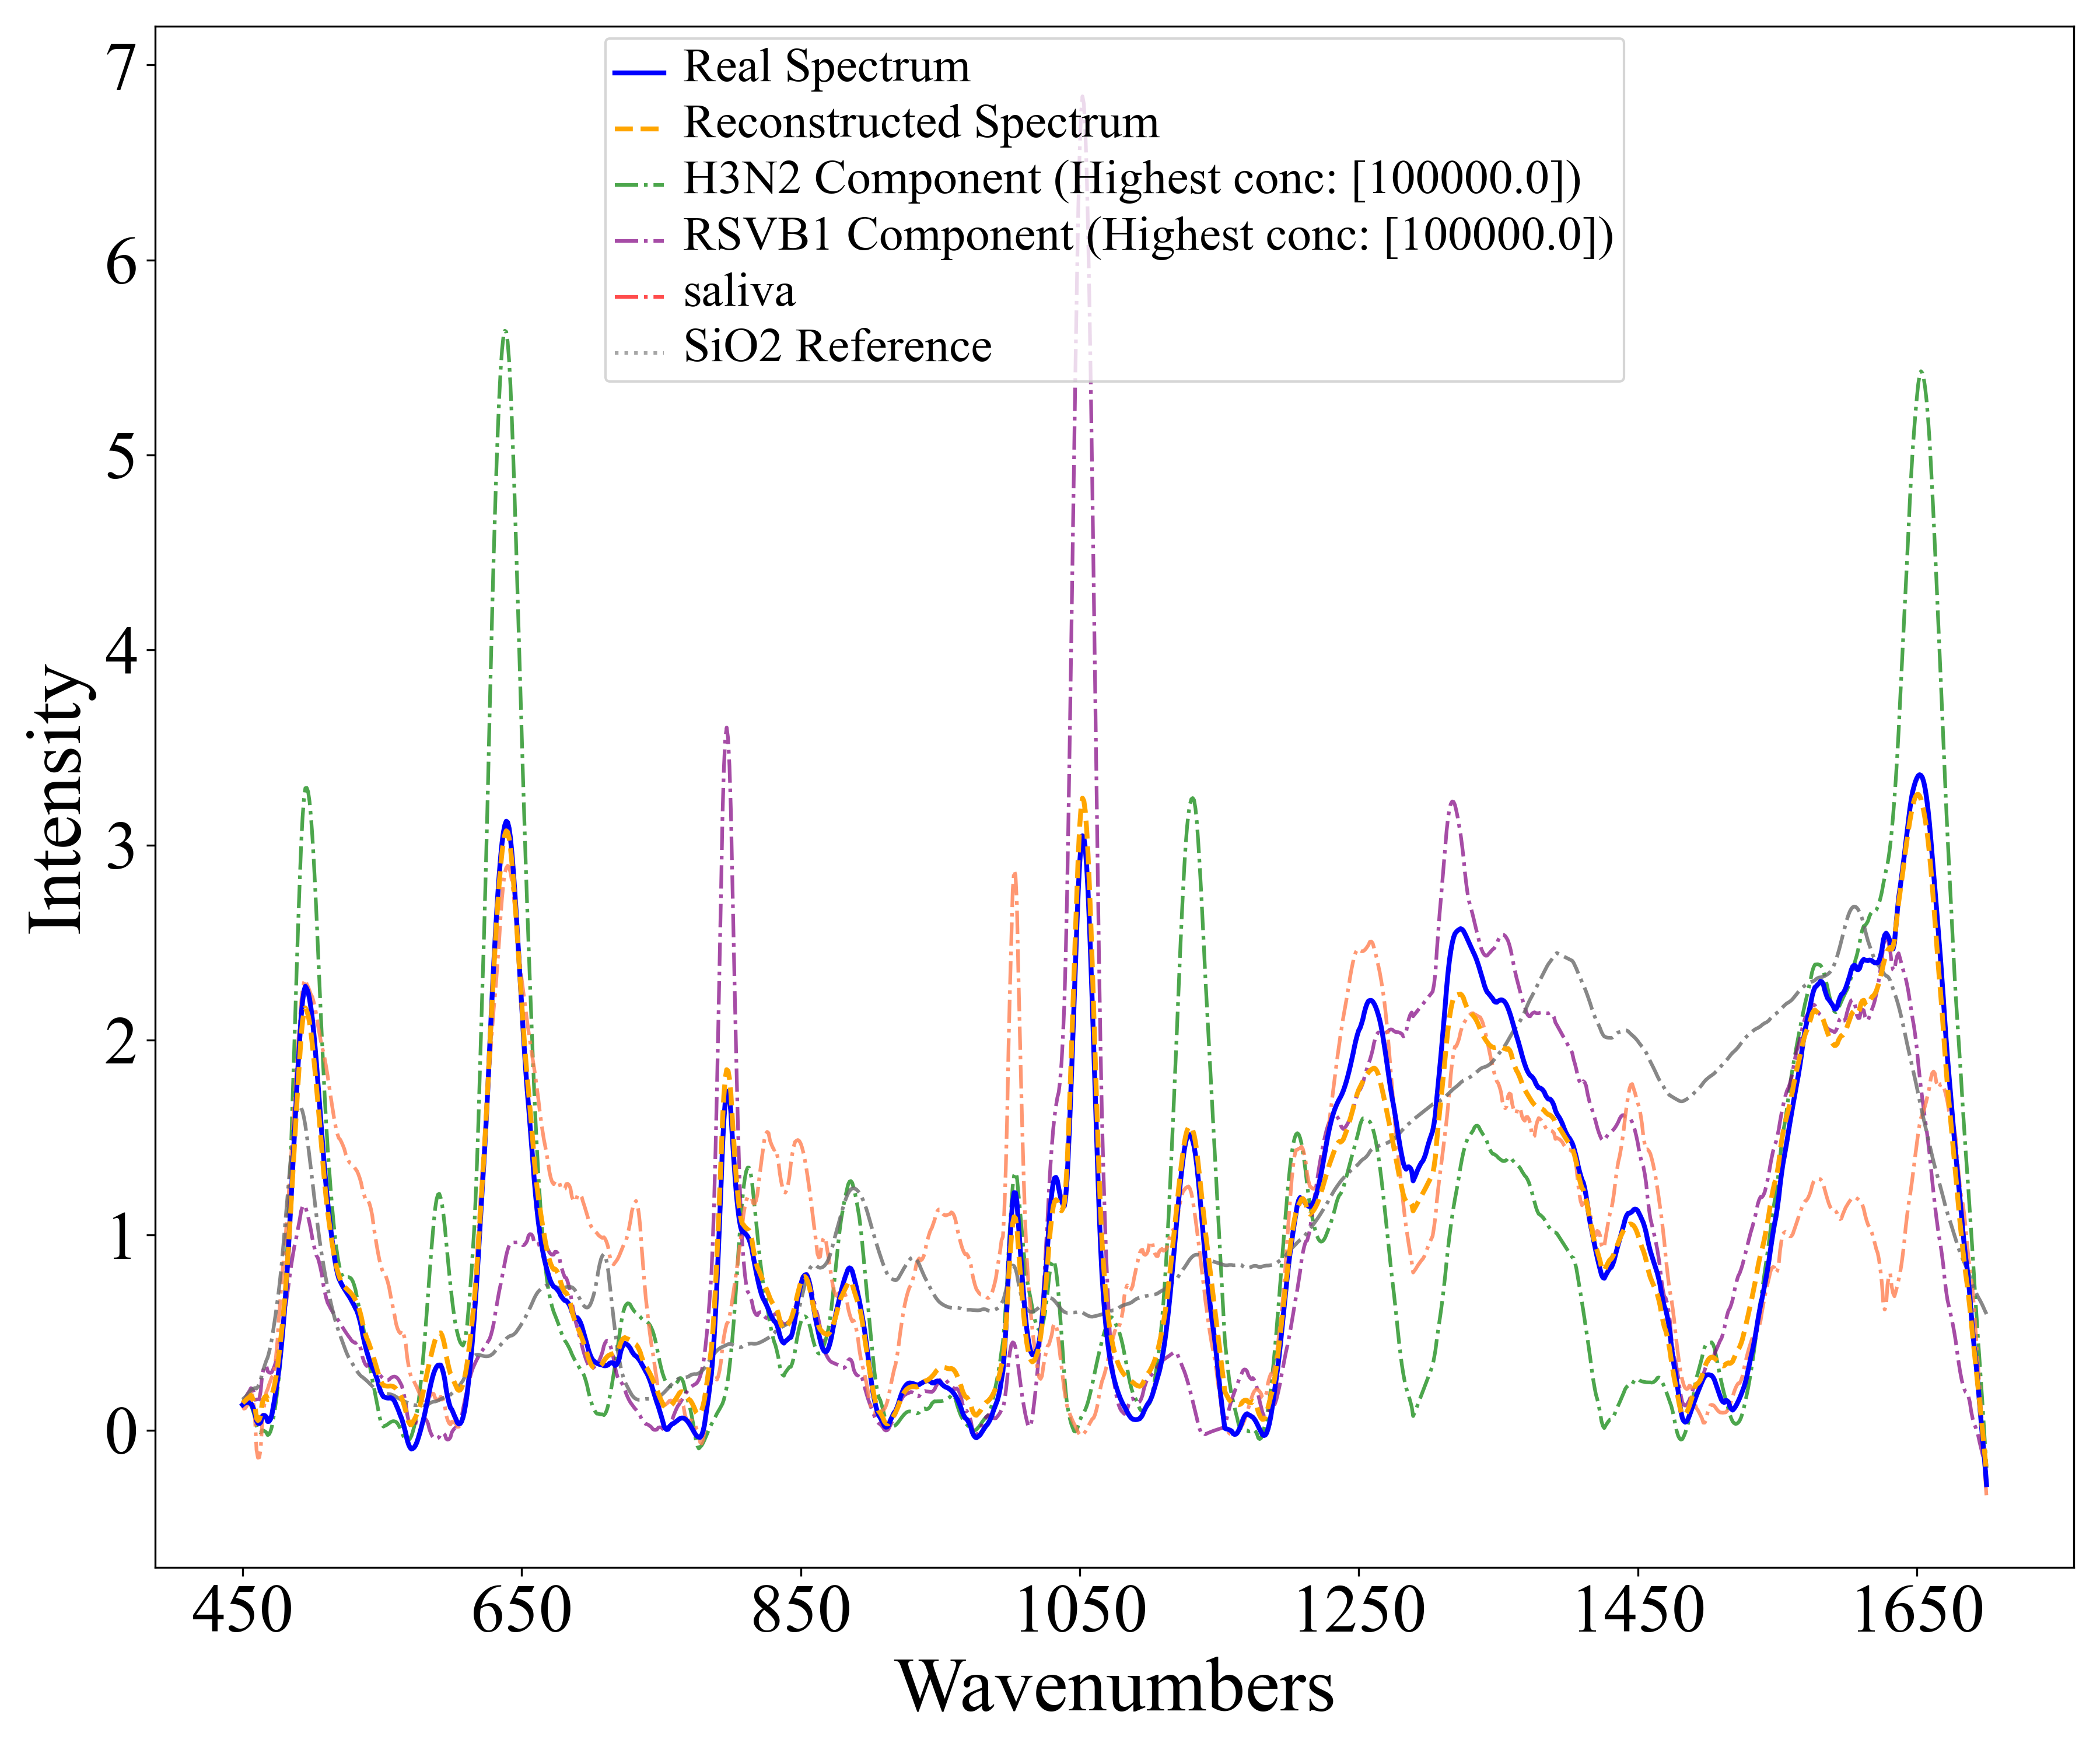 Real Spectrum
Reconstructed Spectrum
H3N2 Component (Highest conc: [100000.0])
RSVB1 Component (Highest conc: [100000.0])
saliva
SiO2 Reference
7
6
5
4
3
2
1
0
Intensity
450 650 850 1050 1250 1450 1650
Wavenumbers